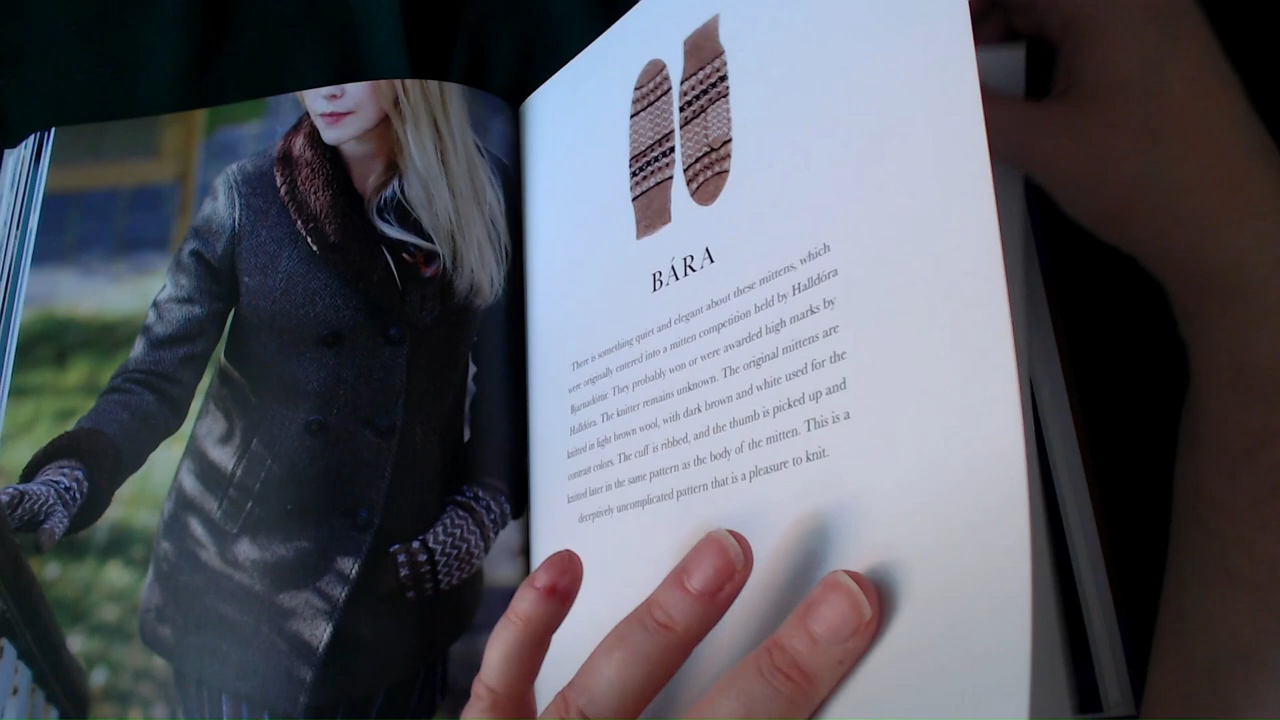 BÁRA
There is something quiet and elegant about these mittens, which
were originally entered into a mitten competition held by Halldóra
Bjarnadóttir. They probably won or were awarded high marks by
Halldóra. The knitter remains unknown. The original mittens are
knitted in light brown wool, with dark brown and white used for the
contrast colors. The cuff is ribbed, and the thumb is picked up and
knitted later in the same pattern as the body of the mitten. This is a
deceptively uncomplicated pattern that is a pleasure to knit.